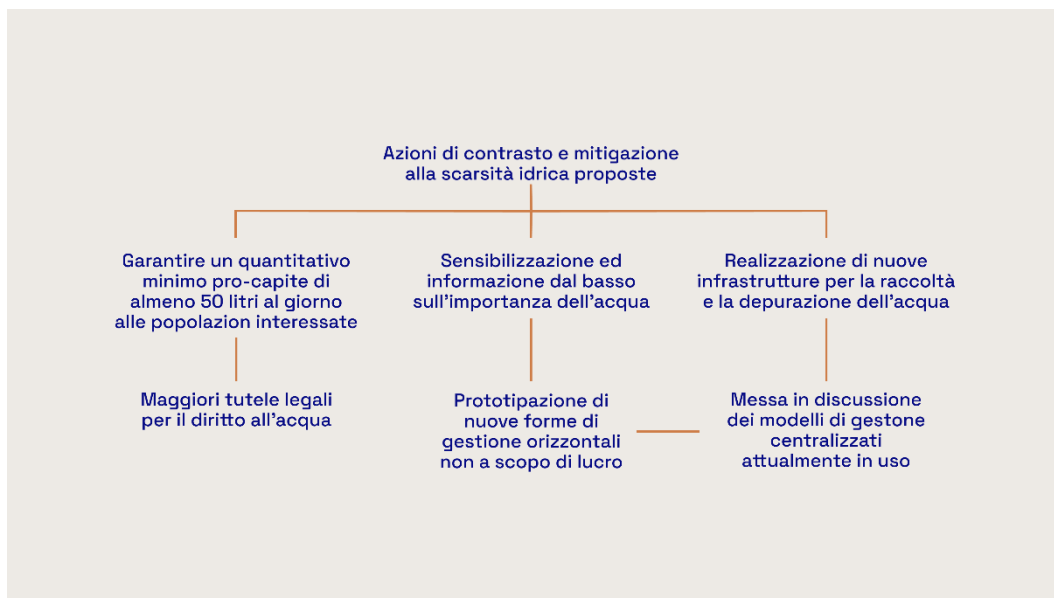 Azioni di contrasto e mitigazione
alla scarsità idrica proposte
Garantire un quantitativo
minimo pro-capite di
almeno 50 litri al giorno
alle popolazion interessate
Sensibilizzazione ed
informazione dal basso
sull'importanza dell'acqua
Realizzazione di nuove
infrastrutture per la raccoltà
e la depurazione dell'acqua
Maggiori tutele legali
per il diritto all'acqua
Prototipazione di
nuove forme di
gestione orizzontali
non a scopo di lucro
Messa in discussione
dei modelli di gestone
centralizzati
attualmente in uso